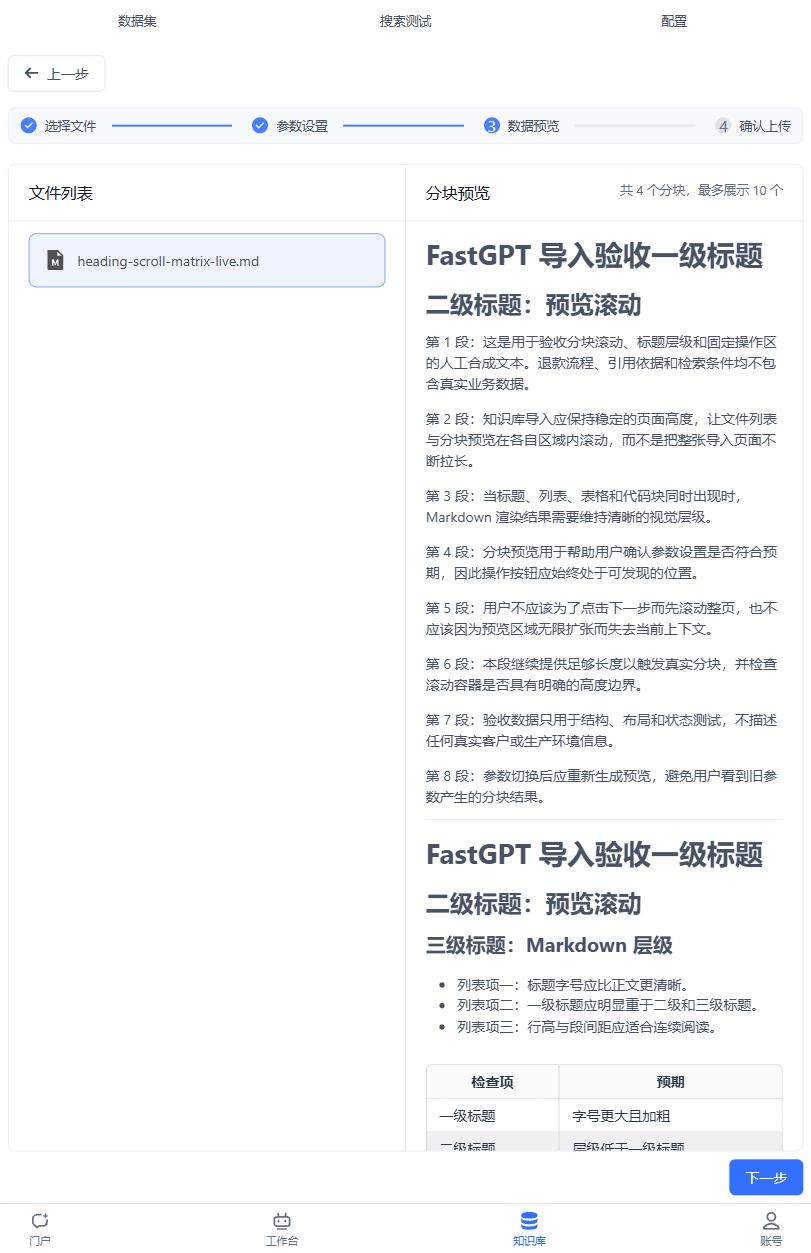 数据集
搜索测试
配置
上一步
选择文件
参数设置
3 数据预览
4 确认上传
文件列表
heading-scroll-matrix-live.md
分块预览
共 4 个分块，最多展示 10 个
FastGPT 导入验收一级标题
二级标题：预览滚动
第 1 段：这是用于验收分块滚动、标题层级和固定操作区
的人工合成文本。退款流程、引用依据和检索条件均不包
含真实业务数据。
第 2 段：知识库导入应保持稳定的页面高度，让文件列表
与分块预览在各自区域内滚动，而不是把整张导入页面不
断拉长。
第 3 段：当标题、列表、表格和代码块同时出现时，
Markdown 渲染结果需要维持清晰的视觉层级。
第 4 段：分块预览用于帮助用户确认参数设置是否符合预
期，因此操作按钮应始终处于可发现的位置。
第 5 段：用户不应该为了点击下一步而先滚动整页，也不
应该因为预览区域无限扩张而失去当前上下文。
第 6 段：本段继续提供足够长度以触发真实分块，并检查
滚动容器是否具有明确的高度边界。
第 7 段：验收数据只用于结构、布局和状态测试，不描述
任何真实客户或生产环境信息。
第 8 段：参数切换后应重新生成预览，避免用户看到旧参
数产生的分块结果。
FastGPT 导入验收一级标题
二级标题：预览滚动
三级标题：Markdown 层级
列表项一：标题字号应比正文更清晰。
列表项二：一级标题应明显重于二级和三级标题。
列表项三：行高与段间距应适合连续阅读。
检查项 预期
一级标题 字号更大且加粗
二级标题 层级低于一级标题
下一步
门户
工作台
知识库
账号